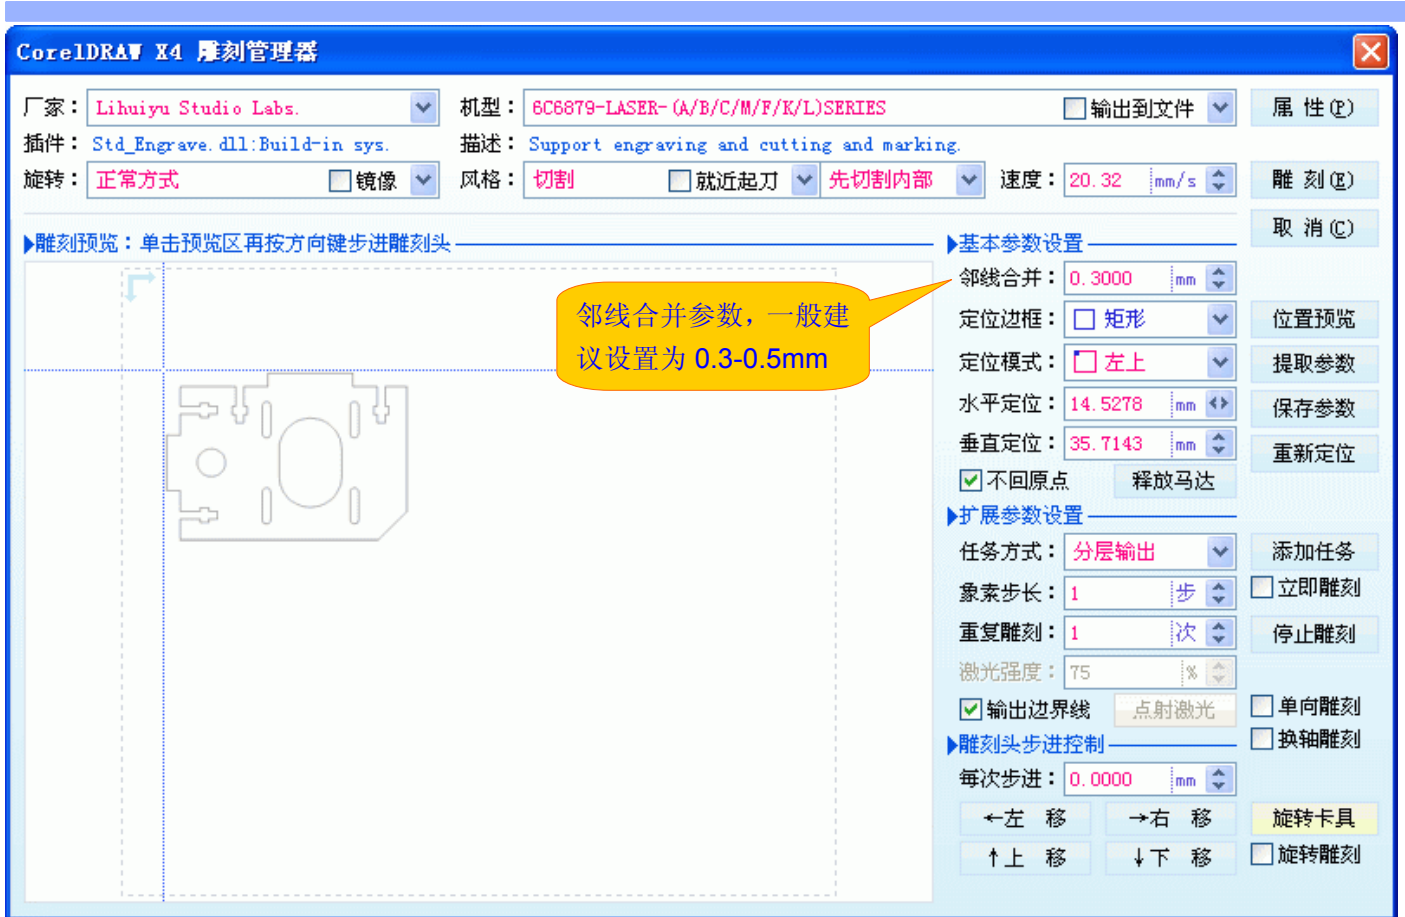 CorelDRAW X4 雕刻管理器
厂家： Lihuiyu Studio Labs. 机型： 6C6879-LASER-(A/B/C/M/F/K/L)SERIES 输出到文件 属 性(P)
插件： Std_Engrave.dll:Build-in sys. 描述： Support engraving and cutting and marking.
旋转： 正常方式 镜像 风格： 切割 就近起刀 先切割内部 速度： 20.32 mm/s 雕 刻(E)
取 消(C)
雕刻预览：单击预览区再按方向键步进雕刻头
基本参数设置
邻线合并： 0.3000 mm
邻线合并参数，一般建
议设置为 0.3-0.5mm
定位边框： 矩形 位置预览
定位模式： 左上 提取参数
水平定位： 14.5278 mm 保存参数
垂直定位： 35.7143 mm 重新定位
不回原点 释放马达
扩展参数设置
任务方式： 分层输出 添加任务
象素步长： 1 步 立即雕刻
重复雕刻： 1 次 停止雕刻
激光强度： 75 %
输出边界线 点射激光 单向雕刻
雕刻头步进控制 换轴雕刻
每次步进： 0.0000 mm
←左 移 →右 移 旋转卡具
↑上 移 ↓下 移 旋转雕刻